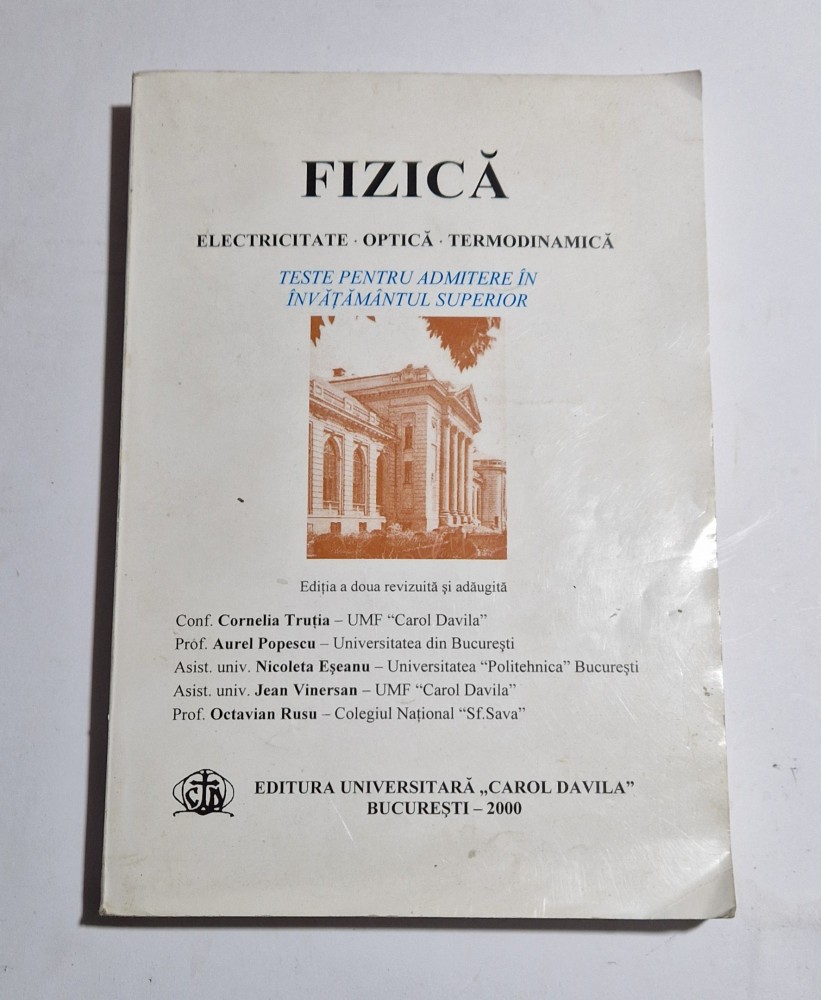 FIZICĂ
ELECTRICITATE · OPTICĂ · TERMODINAMICĂ
TESTE PENTRU ADMITERE ÎN
ÎNVĂȚĂMÂNTUL SUPERIOR
Ediția a doua revizuită și adăugită
Conf. Cornelia Truția – UMF “Carol Davila”
Prof. Aurel Popescu – Universitatea din București
Asist. univ. Nicoleta Eșeanu – Universitatea “Politehnica” București
Asist. univ. Jean Vinersan – UMF “Carol Davila”
Prof. Octavian Rusu – Colegiul Național “Sf.Sava”
EDITURA UNIVERSITARĂ „CAROL DAVILA”
BUCUREȘTI – 2000